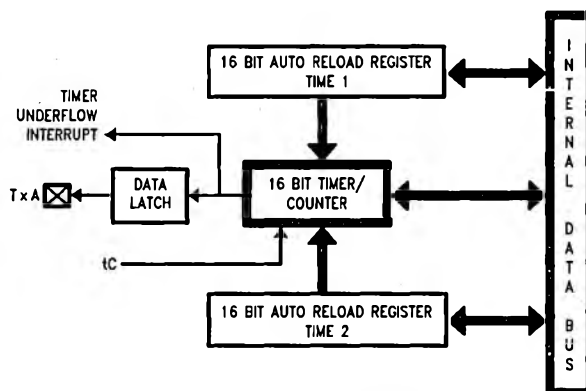 16 BIT AUTO RELOAD REGISTER
TIME 1
TIMER
UNDERFLOW
INTERRUPT
TxA
DATA
LATCH
16 BIT TIMER/
COUNTER
tC
16 BIT AUTO RELOAD REGISTER
TIME 2
INTERNAL DATA BUS